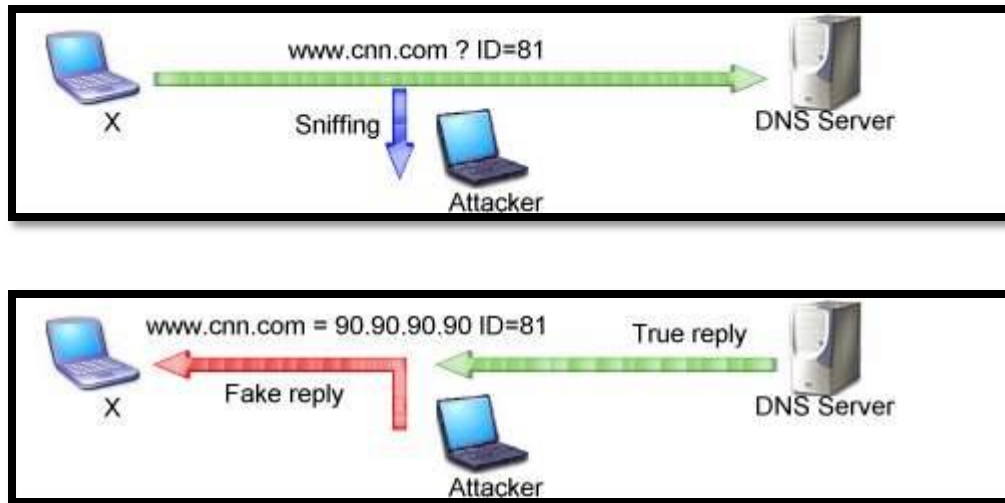 www.cnn.com ? ID=81
X
Sniffing
DNS Server
Attacker
www.cnn.com = 90.90.90.90 ID=81
True reply
Fake reply
X
DNS Server
Attacker